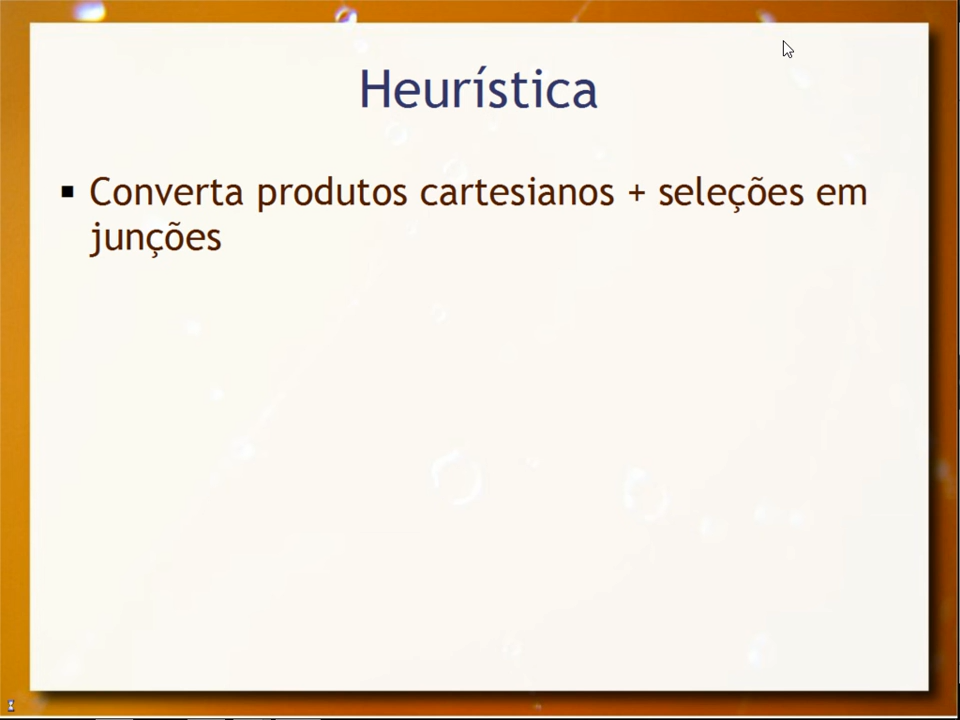 Heurística
▪ Converta produtos cartesianos + seleções em
junções